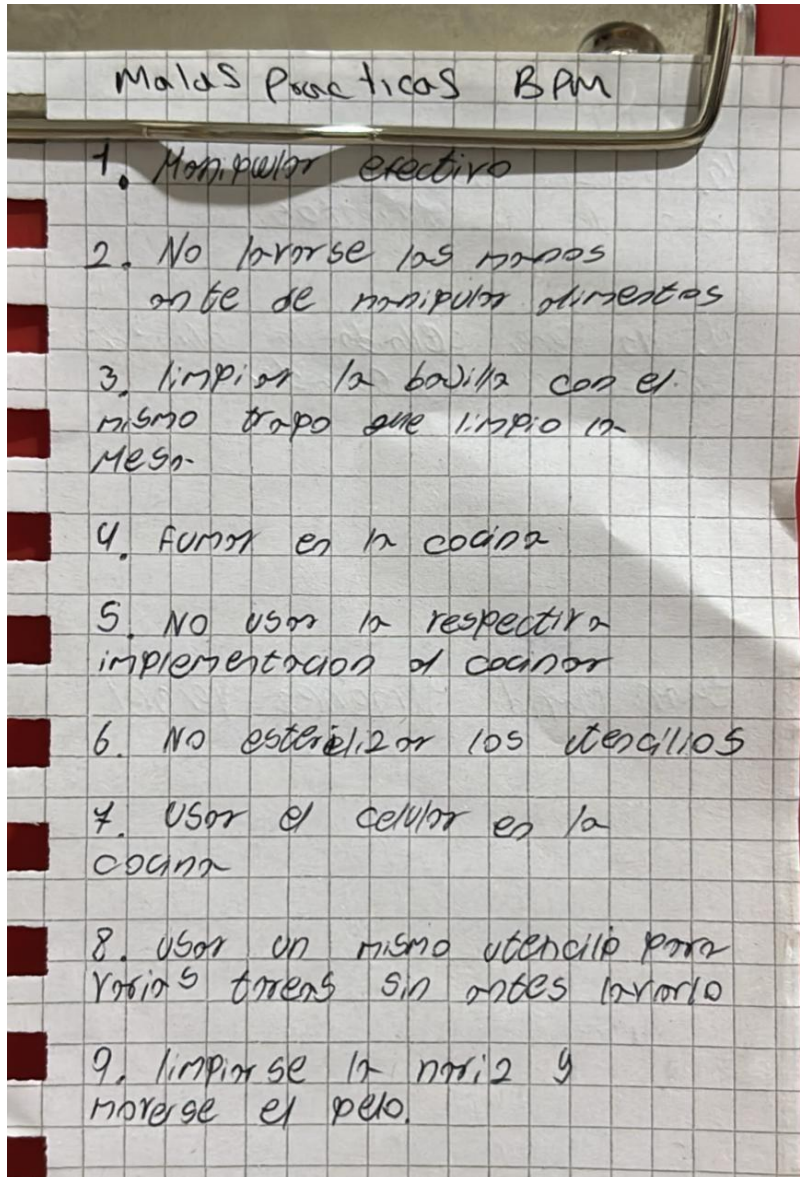 Malas Practicas BPM
1. Manipular efectivo
2. No lavarse las manos
ante de manipular alimentos
3. limpiar la bajilla con el
mismo trapo que limpio la
Mesa
4. Fumar en la cocina
5. No usar la respectiva
implementacion al cocinar
6. No esterilizar los utencilios
7. Usar el celular en la
cocina
8. Usar un mismo utencilio para
varias tareas sin antes lavarlo
9. limpiarse la nariz y
moverse el pelo.